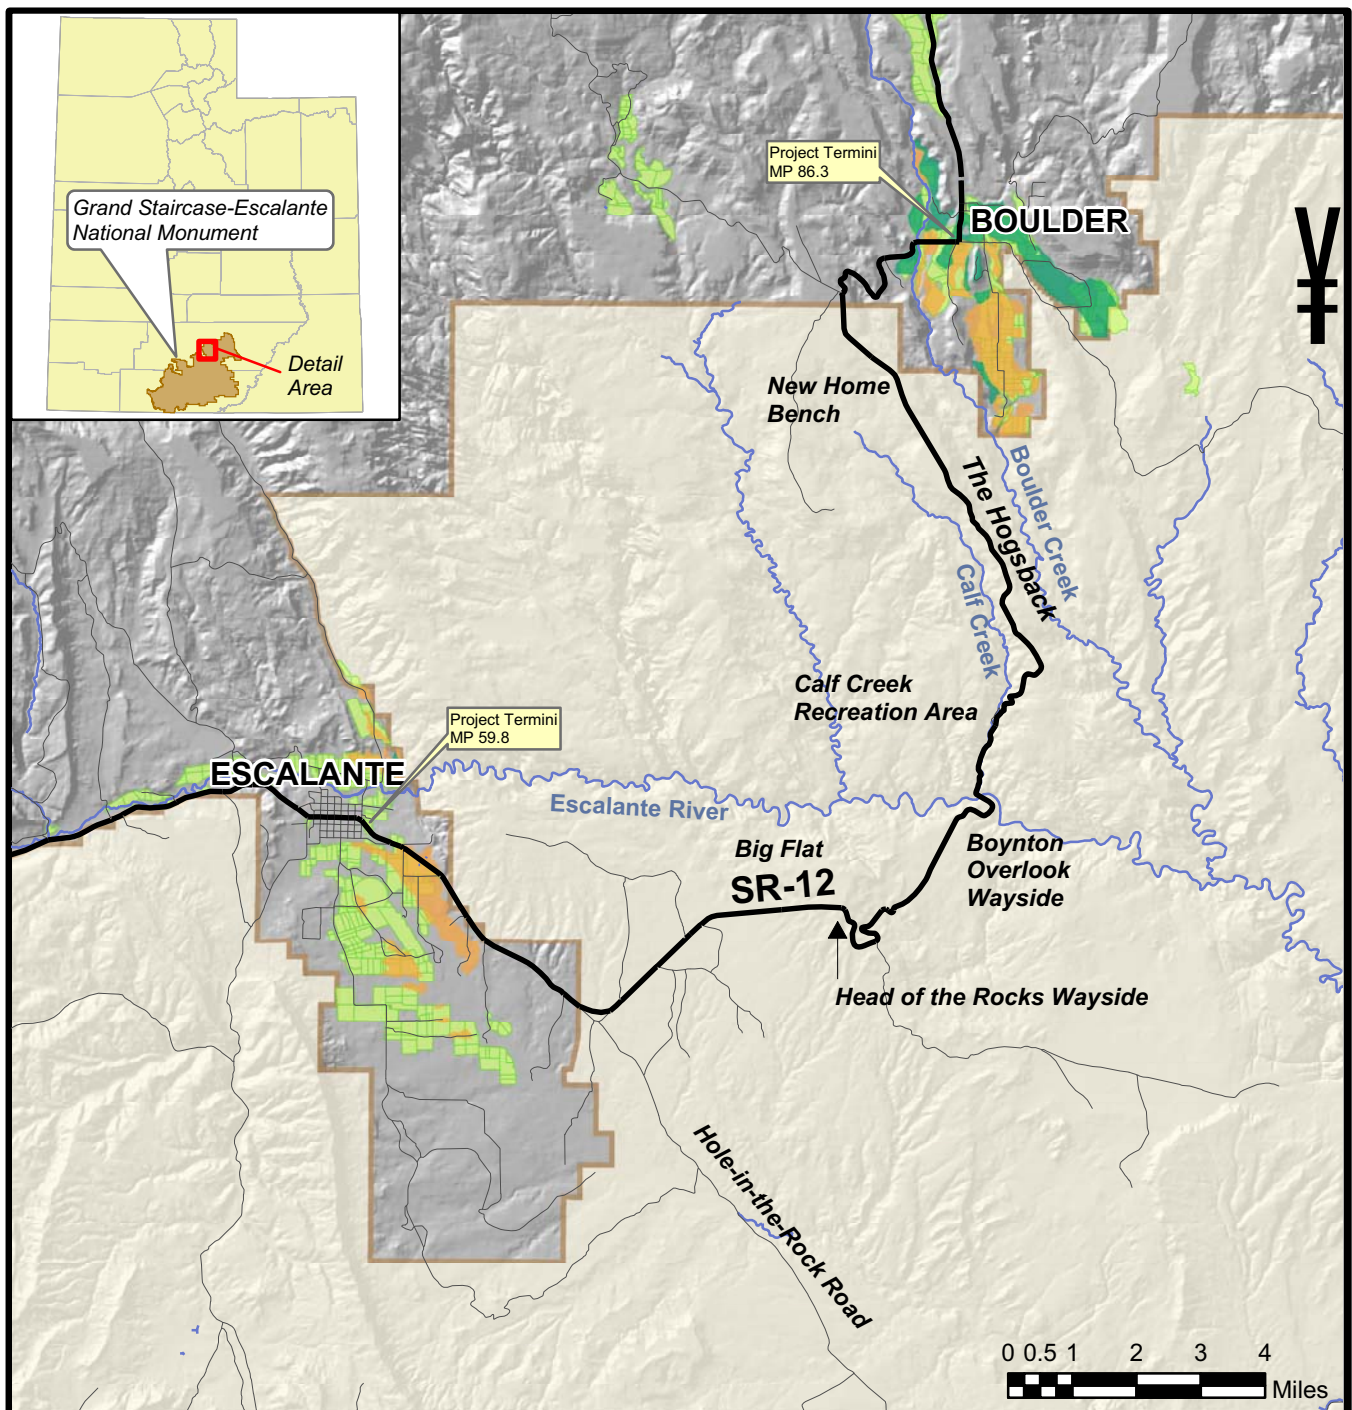 Grand Staircase-Escalante
National Monument
Detail
Area
Project Termini
MP 86.3
BOULDER
New Home
Bench
The Hogsback
Boulder Creek
Calf Creek
Calf Creek
Recreation Area
Project Termini
MP 59.8
ESCALANTE
Escalante River
Big Flat
SR-12
Boynton
Overlook
Wayside
Head of the Rocks Wayside
Hole-in-the-Rock Road
0 0.5 1 2 3 4
Miles
¥